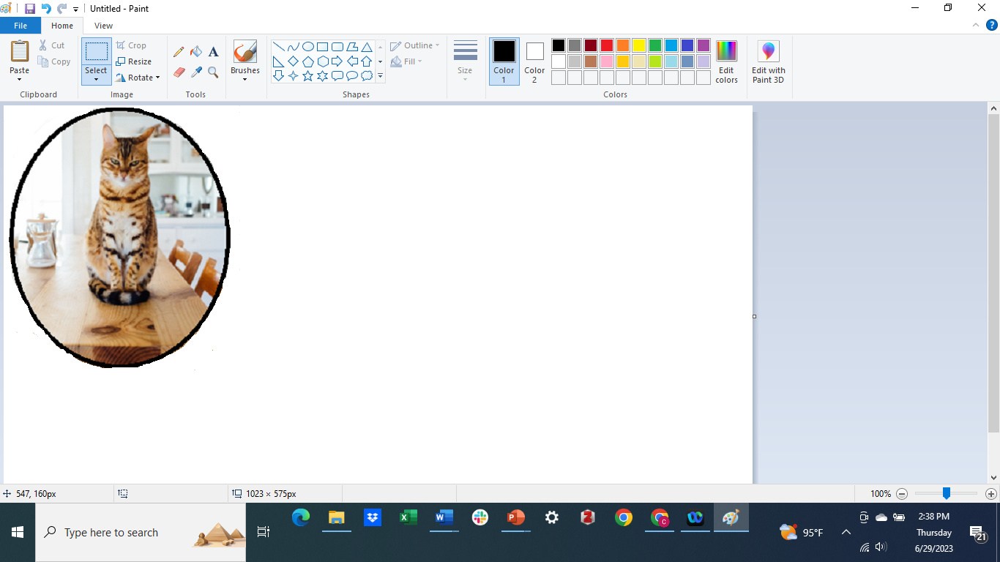 Untitled - Paint
File
Home
View
Paste
Cut
Copy
Clipboard
Select
Crop
Resize
Rotate
Image
A
Tools
Brushes
Outline
Fill
Shapes
Size
Color 1
Color 2
Edit colors
Colors
Edit with Paint 3D
547, 160px
1023 × 575px
100%
Type here to search
95°F
2:38 PM
Thursday
6/29/2023
21